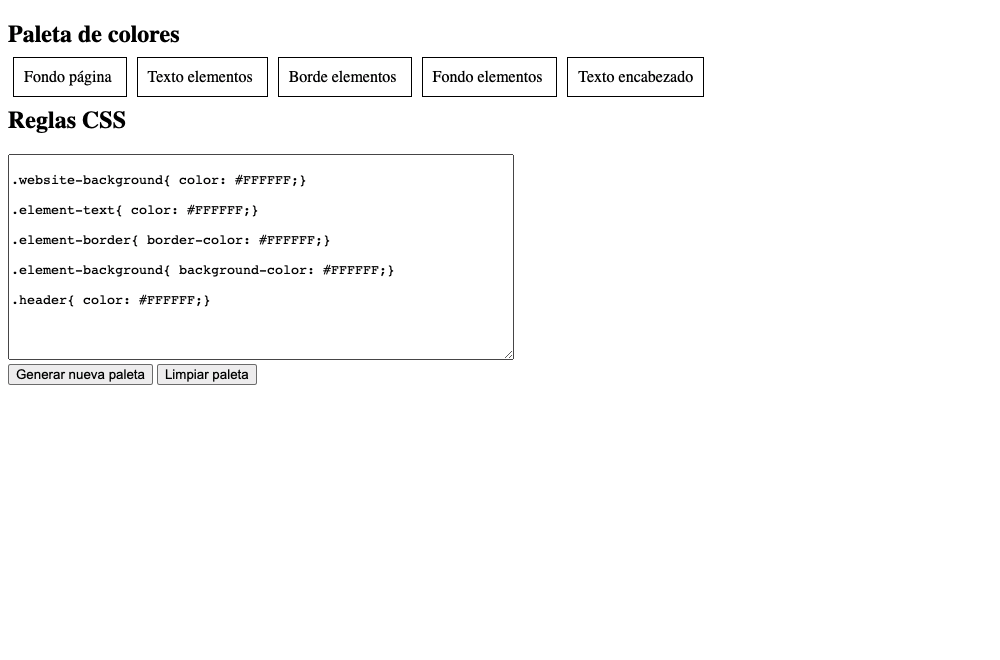 Paleta de colores
Fondo página Texto elementos Borde elementos Fondo elementos Texto encabezado
Reglas CSS
.website-background{ color: #FFFFFF;}
.element-text{ color: #FFFFFF;}
.element-border{ border-color: #FFFFFF;}
.element-background{ background-color: #FFFFFF;}
.header{ color: #FFFFFF;}
Generar nueva paleta Limpiar paleta